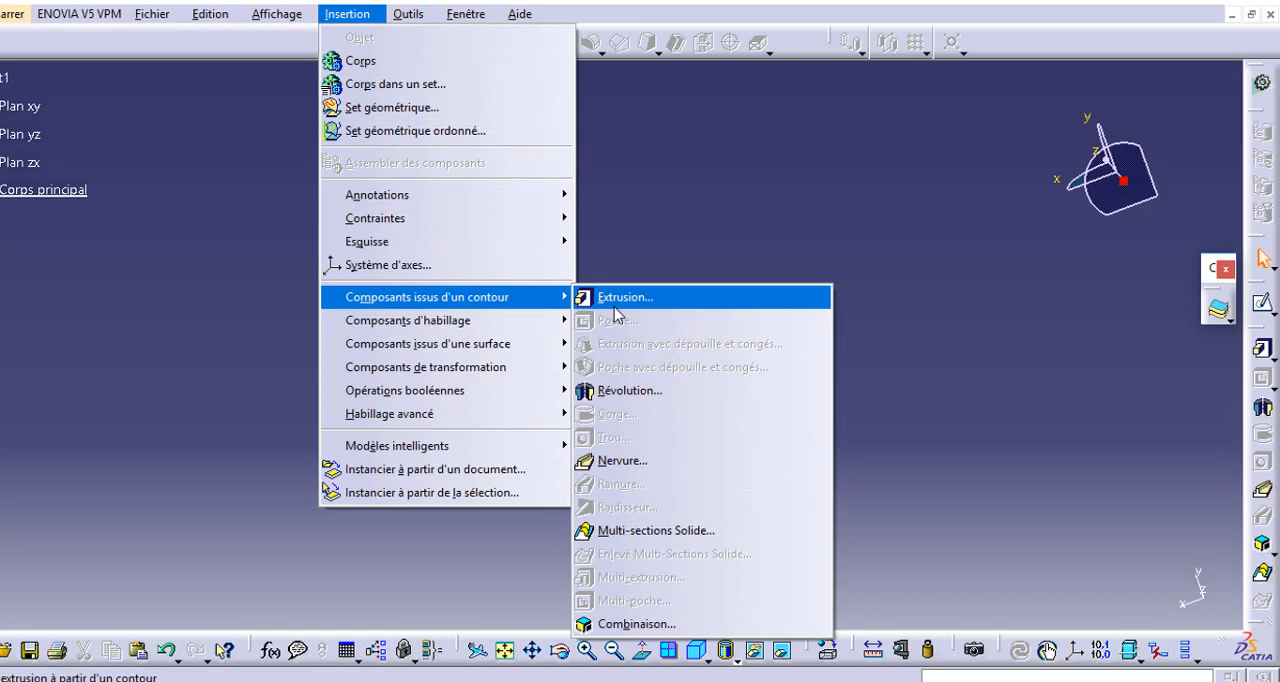 arrer ENOVIA V5 VPM Fichier Edition Affichage Insertion Outils Fenêtre Aide
t1
Plan xy
Plan yz
Plan zx
Corps principal
Objet
Corps
Corps dans un set...
Set géométrique...
Set géométrique ordonné...
Assembler des composants
Annotations
Contraintes
Esquisse
Système d'axes...
Composants issus d'un contour
Composants d'habillage
Composants issus d'une surface
Composants de transformation
Opérations booléennes
Habillage avancé
Modèles intelligents
Instancier à partir d'un document...
Instancier à partir de la sélection...
Extrusion...
Extrusion avec dépouille et congés...
Poche avec dépouille et congés...
Révolution...
Gorge...
Trou...
Nervure...
Rainure...
Raidisseur...
Multi-sections Solide...
Enlevé Multi-Sections Solide...
Multi-extrusion...
Multi-poche...
Combinaison...
y
z
x
C... x
y
z
x
f(x)
10.1
10,0
CATIA
extrusion à partir d'un contour